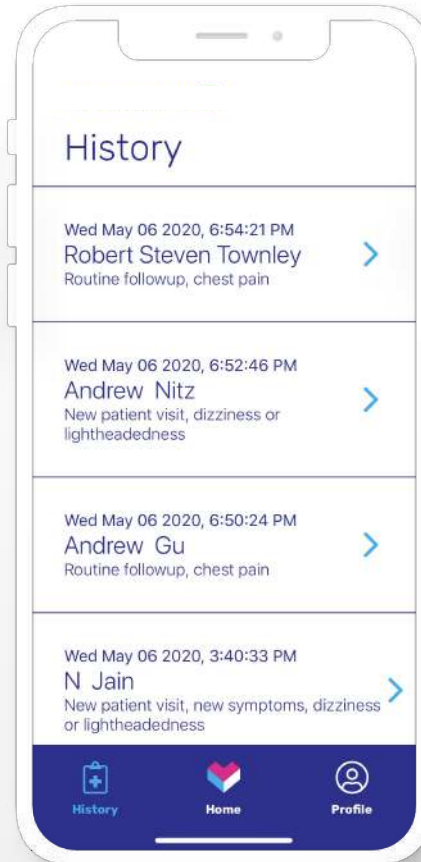 History
Wed May 06 2020, 6:54:21 PM
Robert Steven Townley
Routine followup, chest pain
Wed May 06 2020, 6:52:46 PM
Andrew Nitz
New patient visit, dizziness or
lightheadedness
Wed May 06 2020, 6:50:24 PM
Andrew Gu
Routine followup, chest pain
Wed May 06 2020, 3:40:33 PM
N Jain
New patient visit, new symptoms, dizziness
or lightheadedness
History Home Profile